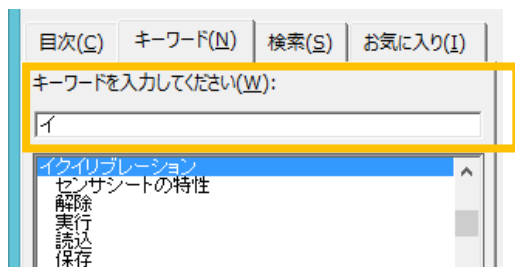 目次(C) キーワード(N) 検索(S) お気に入り(I)
キーワードを入力してください(W):
イ
イクイリブレーション
センサシートの特性
解除
実行
読込
保存